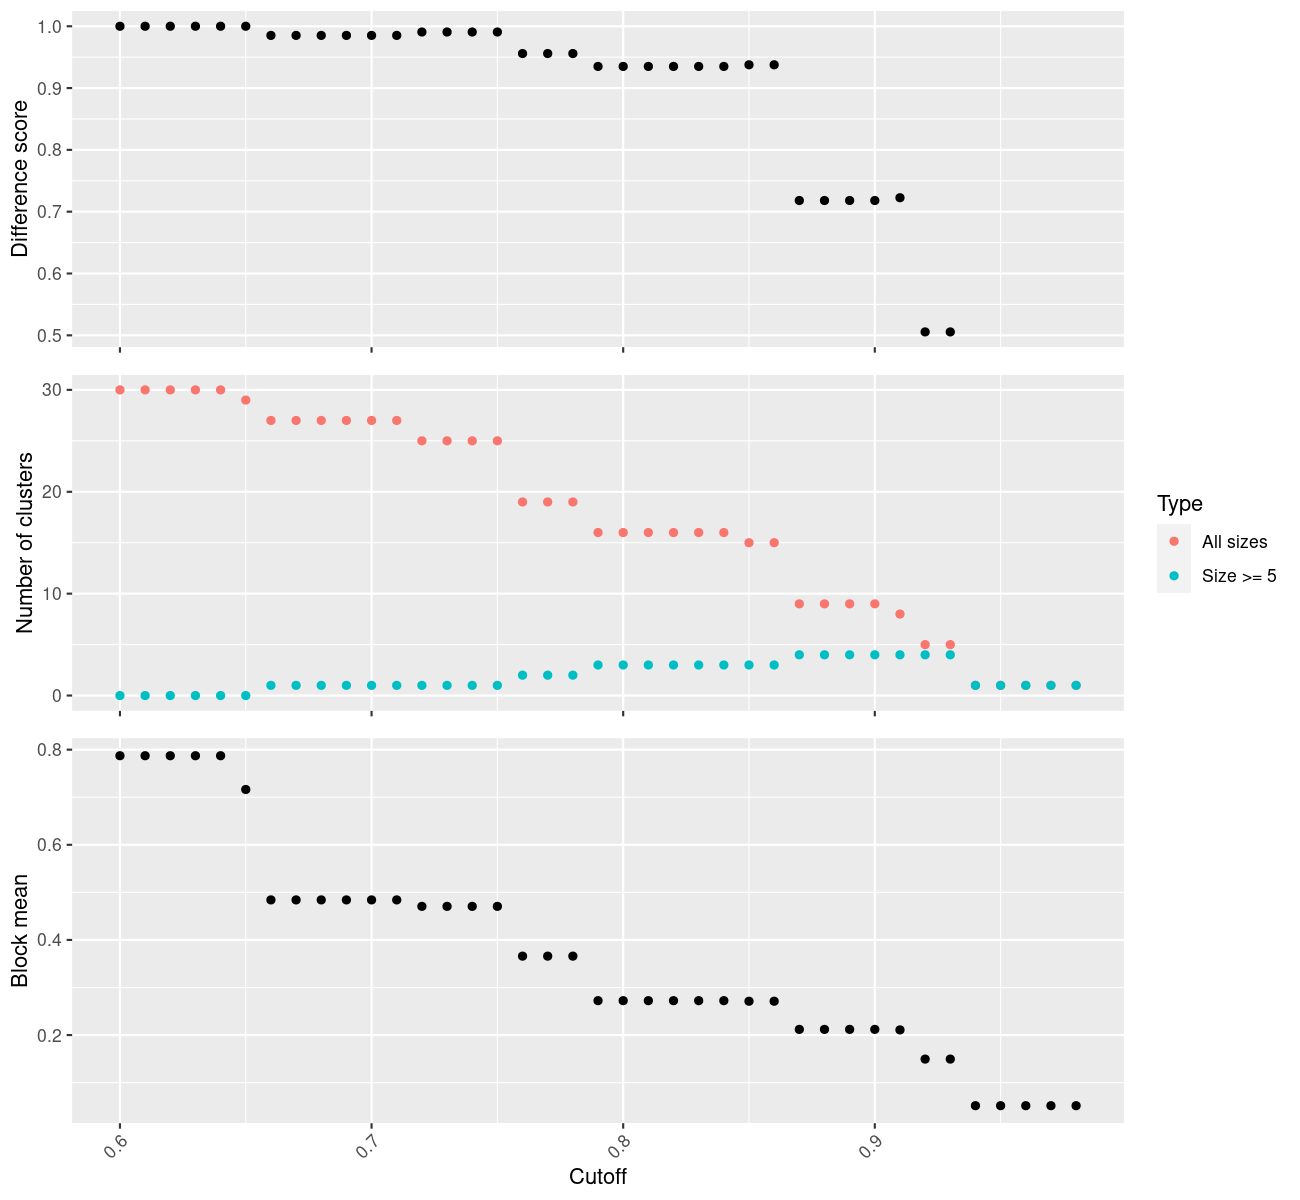 1.0
0.9
0.8
0.7
0.6
0.5
Difference score
30
20
10
0
Number of clusters
Type
All sizes
Size >= 5
0.8
0.6
0.4
0.2
Block mean
0.6
0.7
0.8
0.9
Cutoff